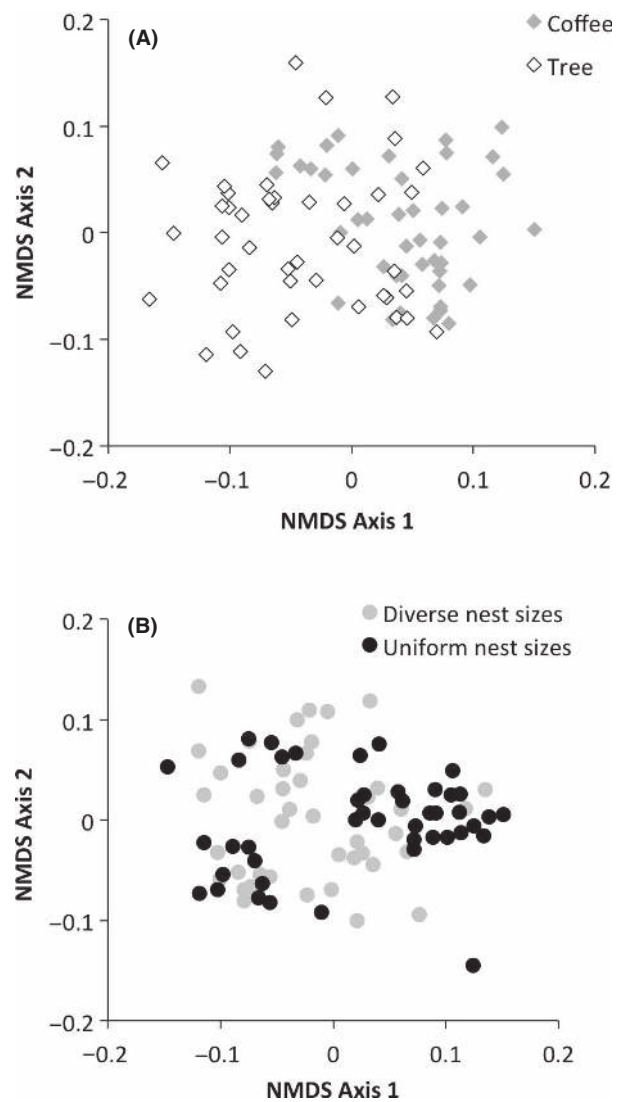 (A)
Coffee
Tree
0.2
0.1
0
−0.1
−0.2
NMDS Axis 2
−0.2 −0.1 0 0.1 0.2
NMDS Axis 1
(B)
Diverse nest sizes
Uniform nest sizes
0.2
0.1
0
−0.1
−0.2
NMDS Axis 2
−0.2 −0.1 0 0.1 0.2
NMDS Axis 1